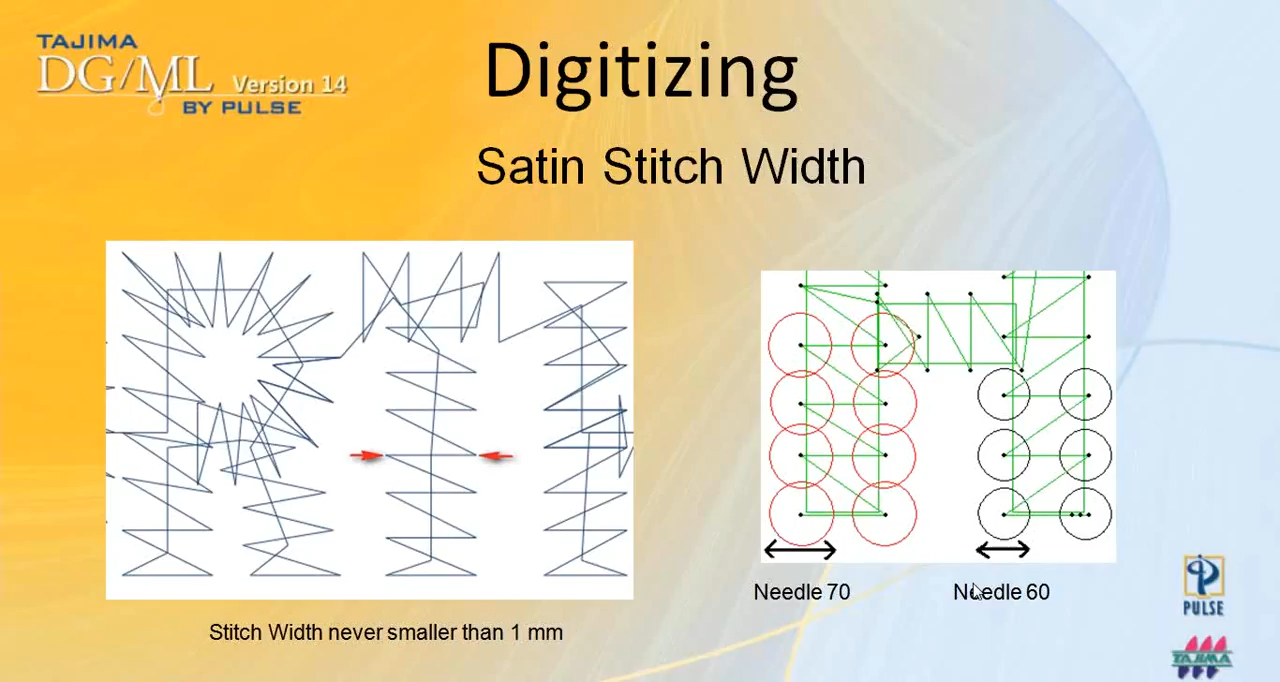 TAJIMA
DG/ML Version 14
BY PULSE
Digitizing
Satin Stitch Width
Needle 70
Needle 60
Stitch Width never smaller than 1 mm
PULSE
TAJIMA